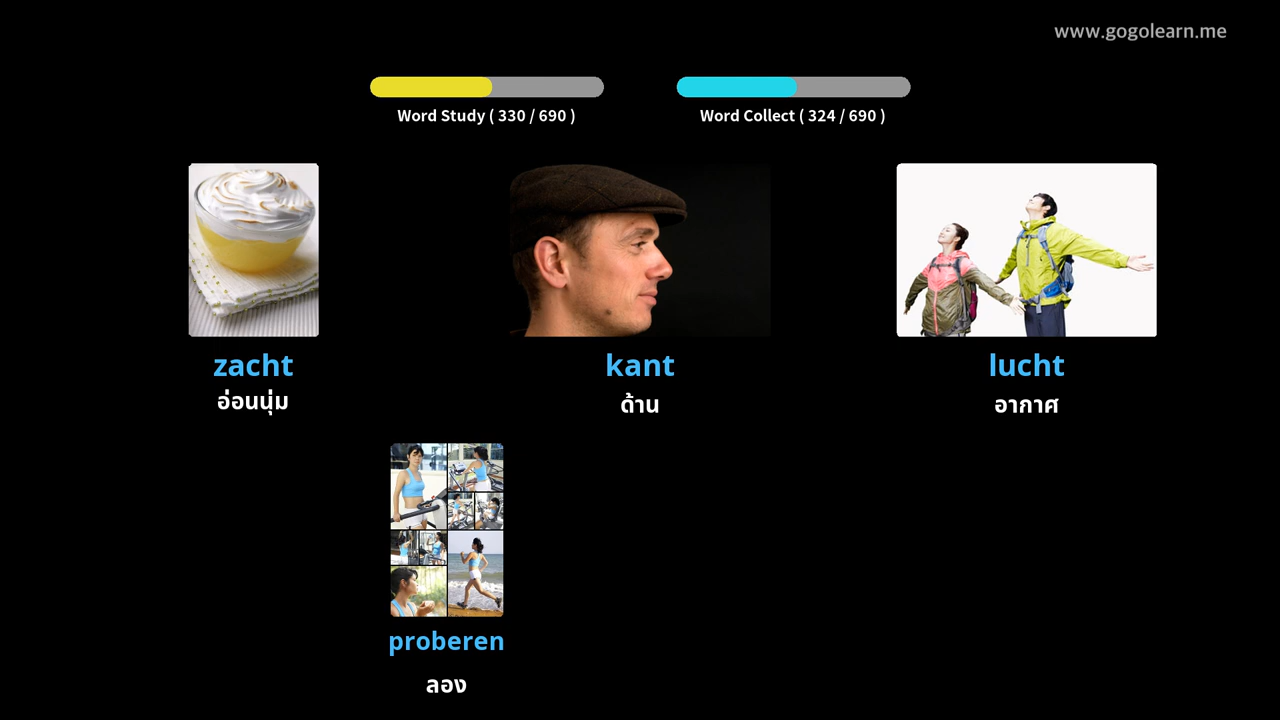 www.gogolearn.me
Word Study ( 330 / 690 )
Word Collect ( 324 / 690 )
zacht
อ่อนนุ่ม
kant
ด้าน
lucht
อากาศ
proberen
ลอง